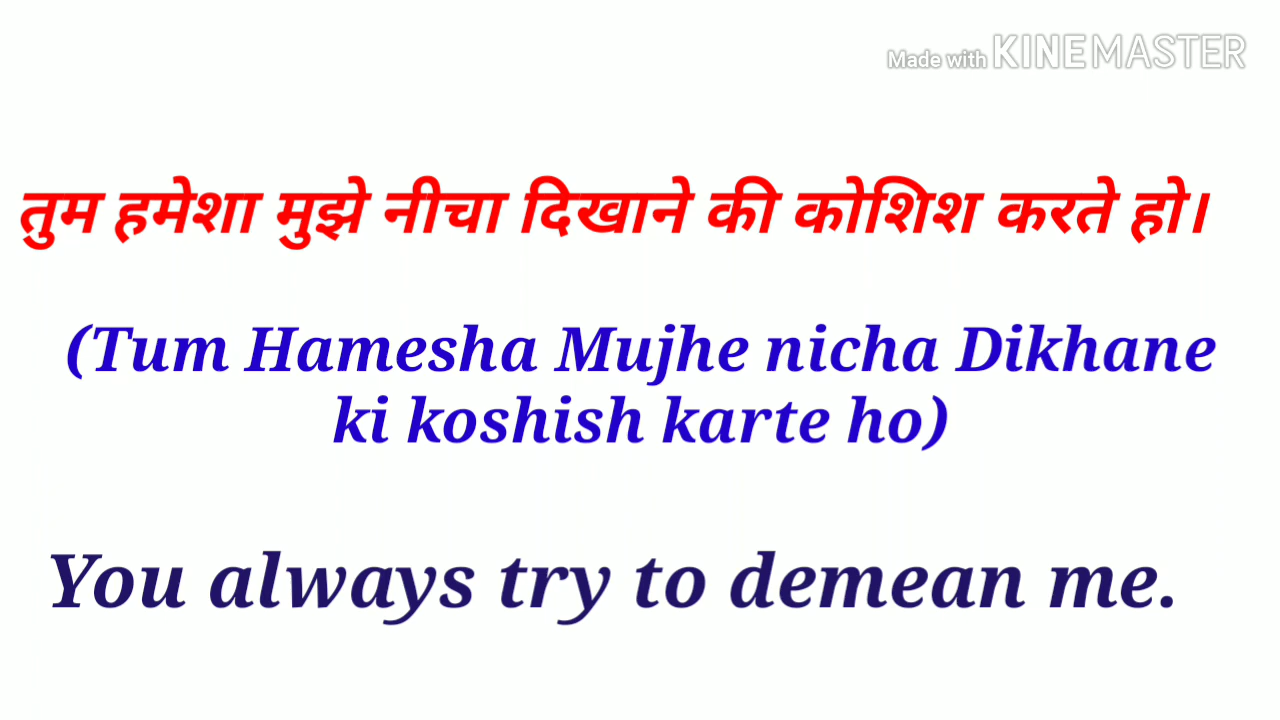 Made with KINEMASTER
तुम हमेशा मुझे नीचा दिखाने की कोशिश करते हो।
(Tum Hamesha Mujhe nicha Dikhane
ki koshish karte ho)
You always try to demean me.